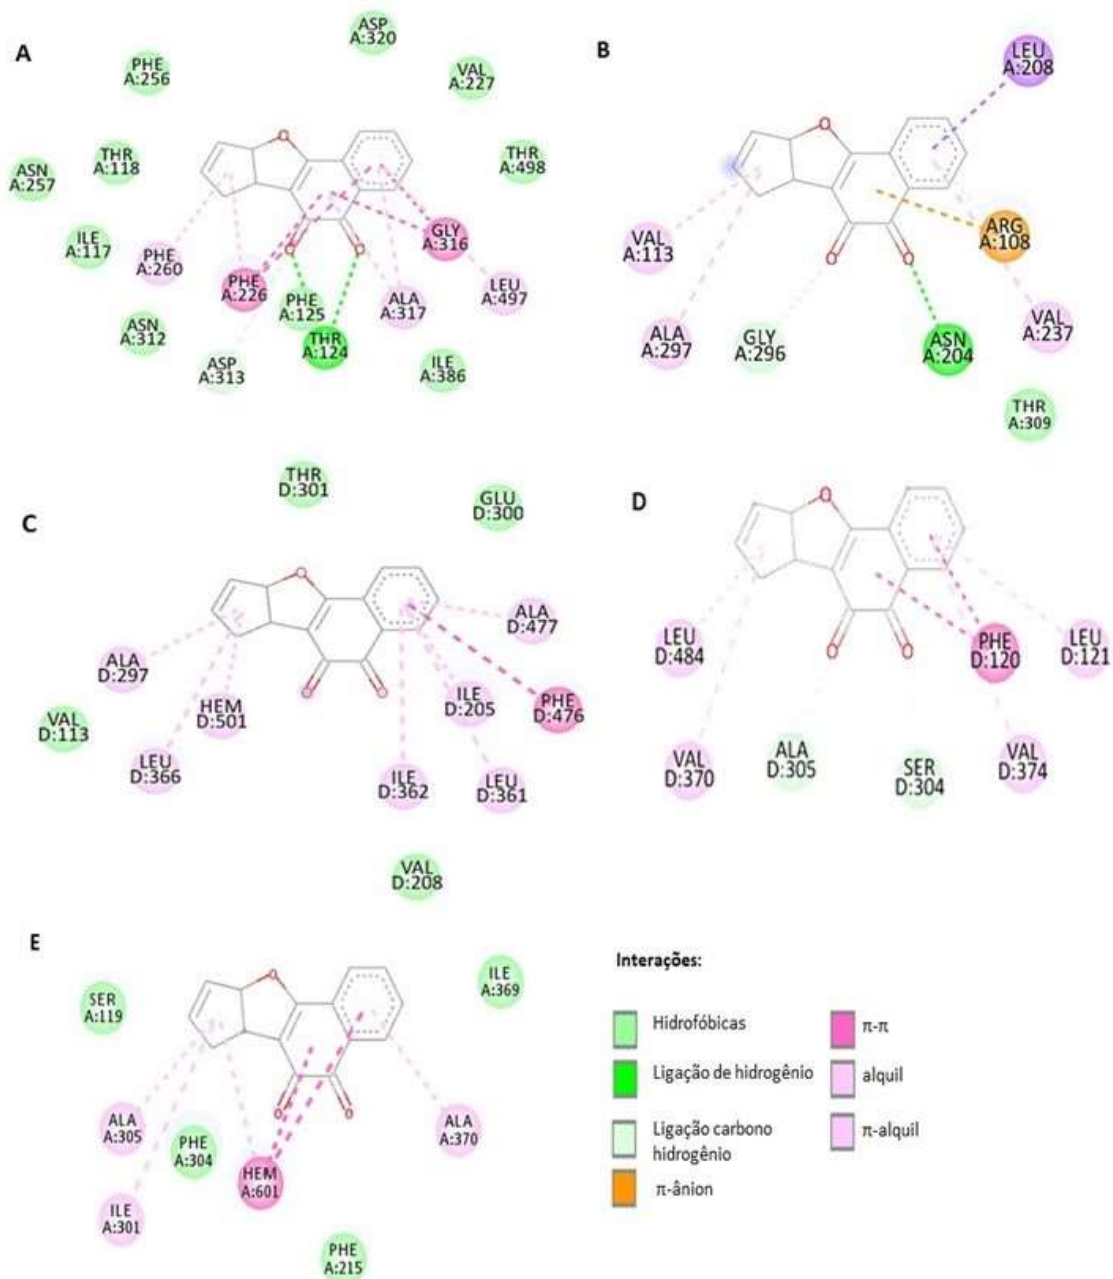 A
ASP
A:320
PHE
A:256
VAL
A:227
ASN
A:257
THR
A:118
THR
A:498
ILE
A:117
PHE
A:260
PHE
A:226
GLY
A:316
O
O
O
ASN
A:312
ASP
A:313
PHE
A:125
THR
A:124
ALA
A:317
LEU
A:497
ILE
A:386
B
LEU
A:208
O
O
O
VAL
A:113
ARG
A:108
ALA
A:297
GLY
A:296
ASN
A:204
VAL
A:237
THR
A:309
C
THR
D:301
GLU
D:300
O
O
O
ALA
D:297
ALA
D:477
VAL
D:113
HEM
D:501
ILE
D:205
PHE
D:476
LEU
D:366
ILE
D:362
LEU
D:361
VAL
D:208
D
O
O
O
LEU
D:484
PHE
D:120
LEU
D:121
VAL
D:370
ALA
D:305
SER
D:304
VAL
D:374
E
O
O
O
SER
A:119
ILE
A:369
ALA
A:305
PHE
A:304
HEM
A:601
ALA
A:370
ILE
A:301
PHE
A:215
Interações:
Hidrofóbicas
Ligação de hidrogênio
Ligação carbono
hidrogênio
π-ânion
π-π
alquil
π-alquil